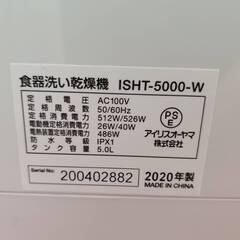 食器洗い乾燥機 ISHT-5000-W
定格電圧 AC100V
定格周波数 50/60Hz
定格消費電力 512W/526W
電動機定格消費電力 26W/40W
電熱装置定格消費電力 486W
防水等級 IPX1
タンク容量 5.0L
PS
E
アイリスオーヤマ
株式会社
Serial No. 200402882
2020年製
MADE IN CHINA